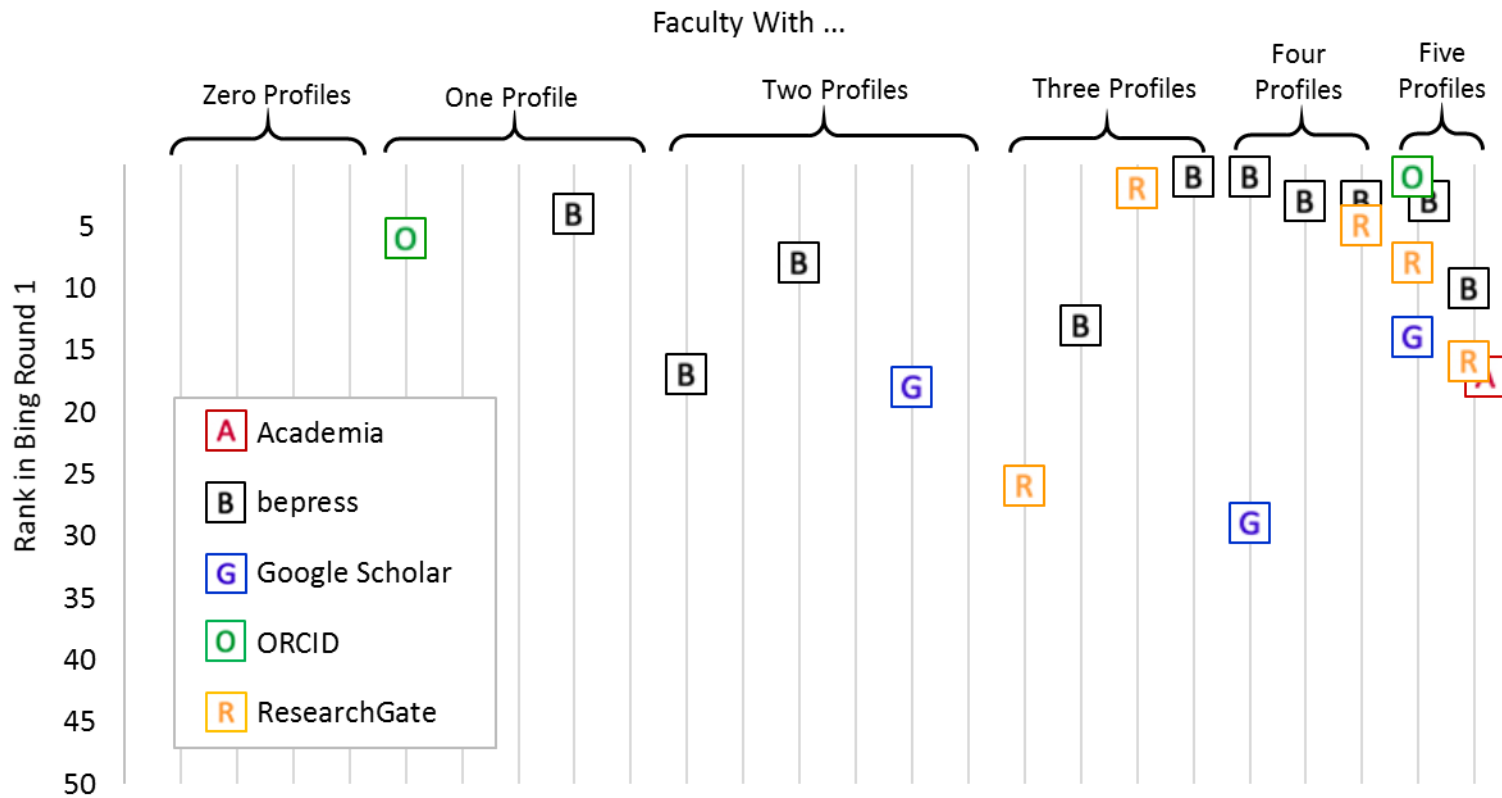 Faculty With ...
Zero Profiles
One Profile
Two Profiles
Three Profiles
Four
Profiles
Five
Profiles
Rank in Bing Round 1
5
10
15
20
25
30
35
40
45
50
O
B
B
B
G
R
B
R
B
B
G
B
B
R
O
B
R
G
B
R
A
A Academia
B bepress
G Google Scholar
O ORCID
R ResearchGate